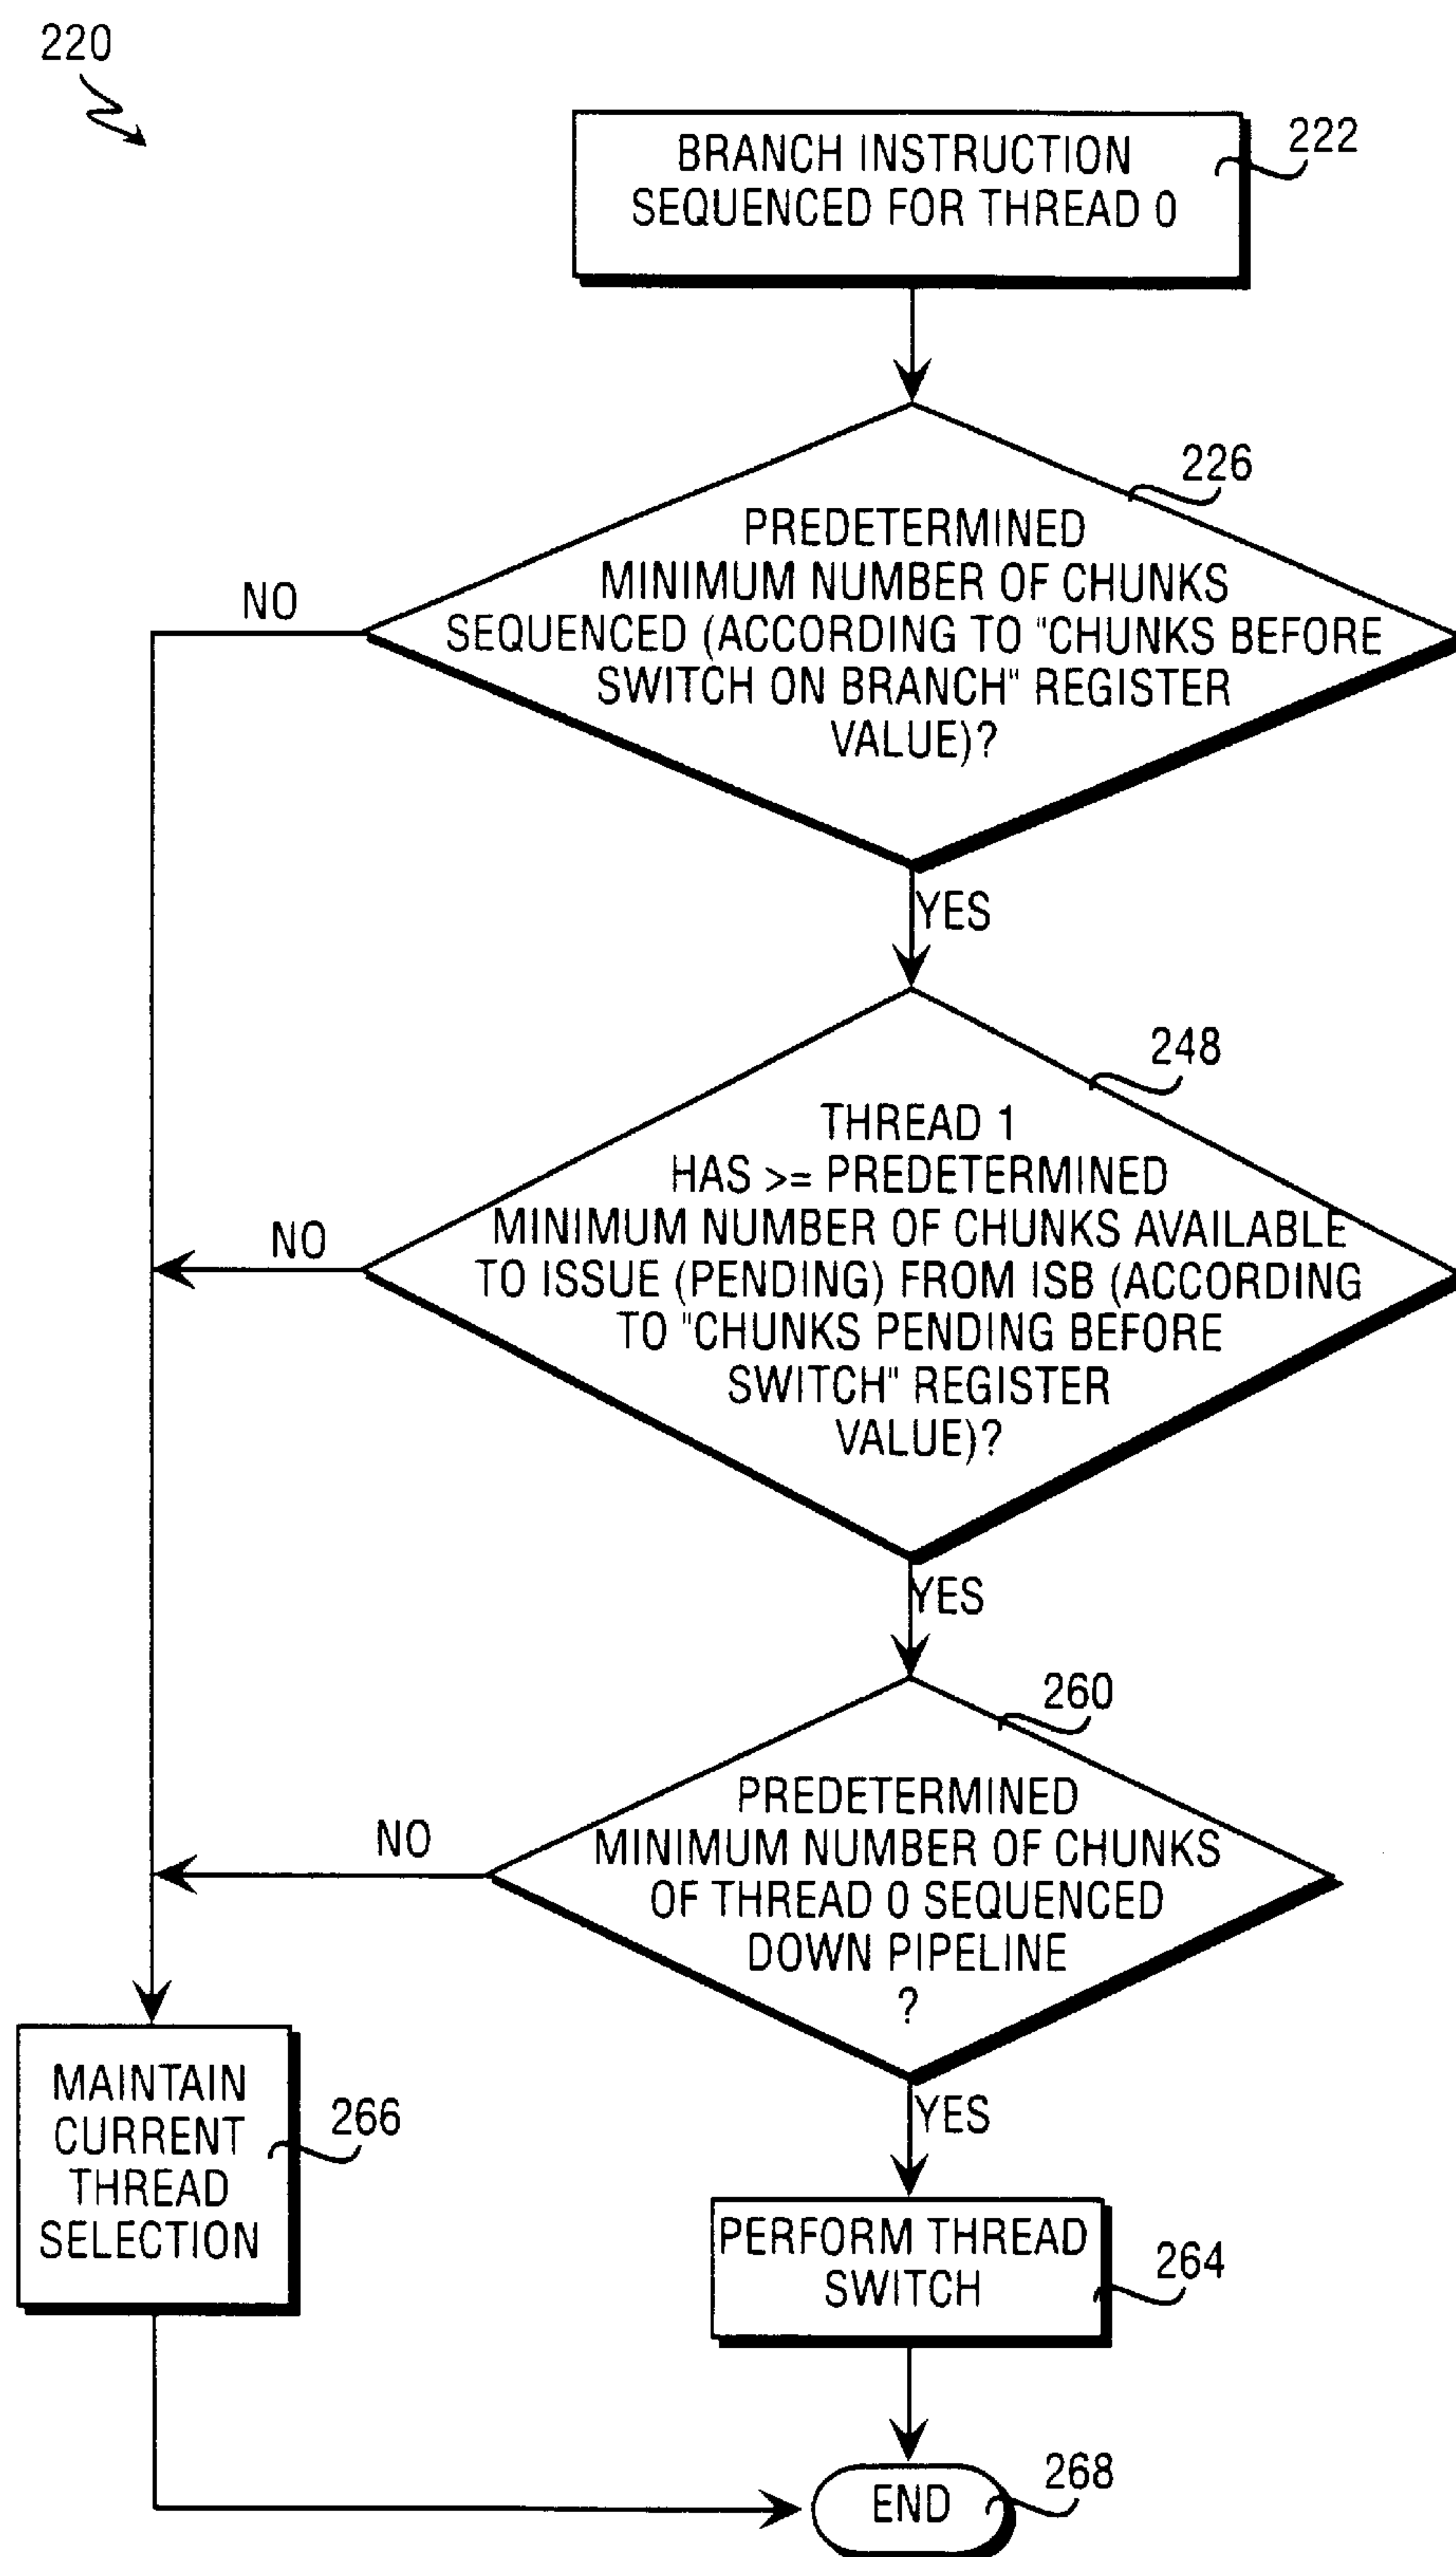 220
BRANCH INSTRUCTION
SEQUENCED FOR THREAD 0
222
226
PREDETERMINED
MINIMUM NUMBER OF CHUNKS
SEQUENCED (ACCORDING TO "CHUNKS BEFORE
SWITCH ON BRANCH" REGISTER
VALUE)?
NO
YES
248
THREAD 1
HAS >= PREDETERMINED
MINIMUM NUMBER OF CHUNKS AVAILABLE
TO ISSUE (PENDING) FROM ISB (ACCORDING
TO "CHUNKS PENDING BEFORE
SWITCH" REGISTER
VALUE)?
NO
YES
260
PREDETERMINED
MINIMUM NUMBER OF CHUNKS
OF THREAD 0 SEQUENCED
DOWN PIPELINE
?
NO
YES
MAINTAIN
CURRENT
THREAD
SELECTION
266
PERFORM THREAD
SWITCH
264
END
268